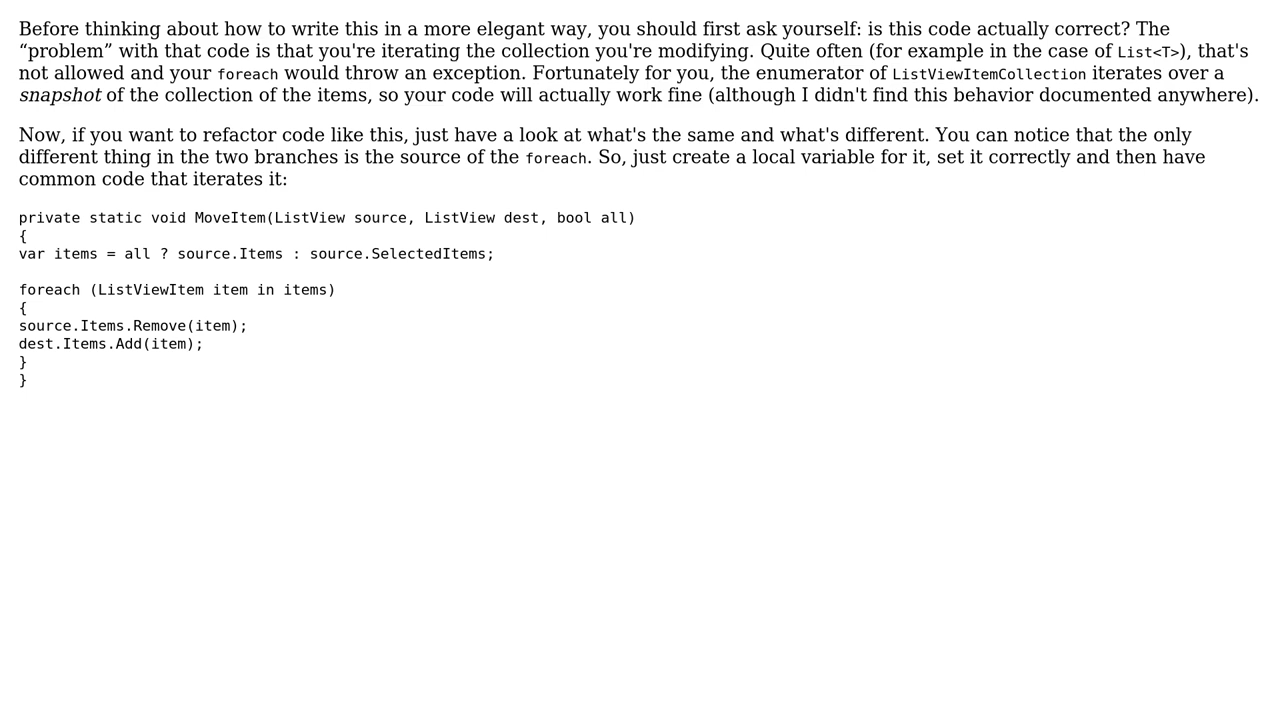 Before thinking about how to write this in a more elegant way, you should first ask yourself: is this code actually correct? The
“problem” with that code is that you're iterating the collection you're modifying. Quite often (for example in the case of List<T>), that's
not allowed and your foreach would throw an exception. Fortunately for you, the enumerator of ListViewItemCollection iterates over a
snapshot of the collection of the items, so your code will actually work fine (although I didn't find this behavior documented anywhere).
Now, if you want to refactor code like this, just have a look at what's the same and what's different. You can notice that the only
different thing in the two branches is the source of the foreach. So, just create a local variable for it, set it correctly and then have
common code that iterates it:
private static void MoveItem(ListView source, ListView dest, bool all)
{
var items = all ? source.Items : source.SelectedItems;
foreach (ListViewItem item in items)
{
source.Items.Remove(item);
dest.Items.Add(item);
}
}